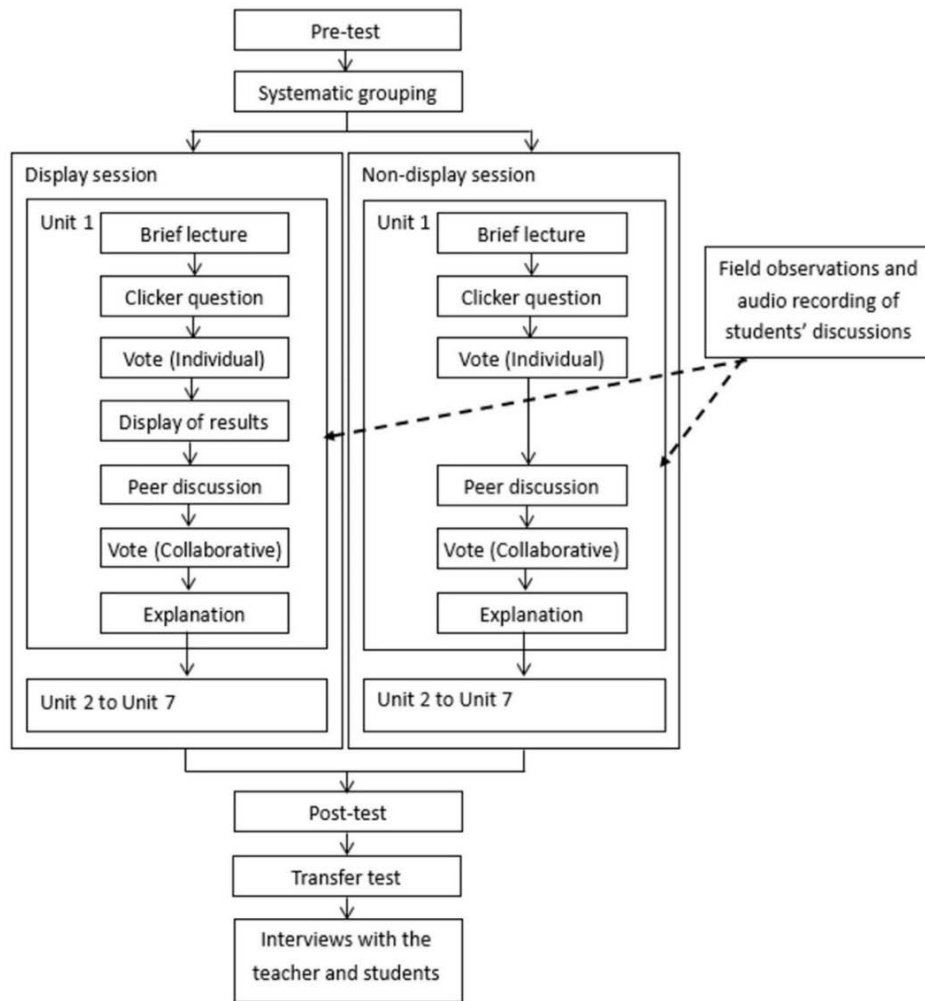 Pre-test
Systematic grouping
Display session
Unit 1
Brief lecture
Clicker question
Vote (Individual)
Display of results
Peer discussion
Vote (Collaborative)
Explanation
Unit 2 to Unit 7
Non-display session
Unit 1
Brief lecture
Clicker question
Vote (Individual)
Peer discussion
Vote (Collaborative)
Explanation
Unit 2 to Unit 7
Field observations and
audio recording of
students’ discussions
Post-test
Transfer test
Interviews with the
teacher and students